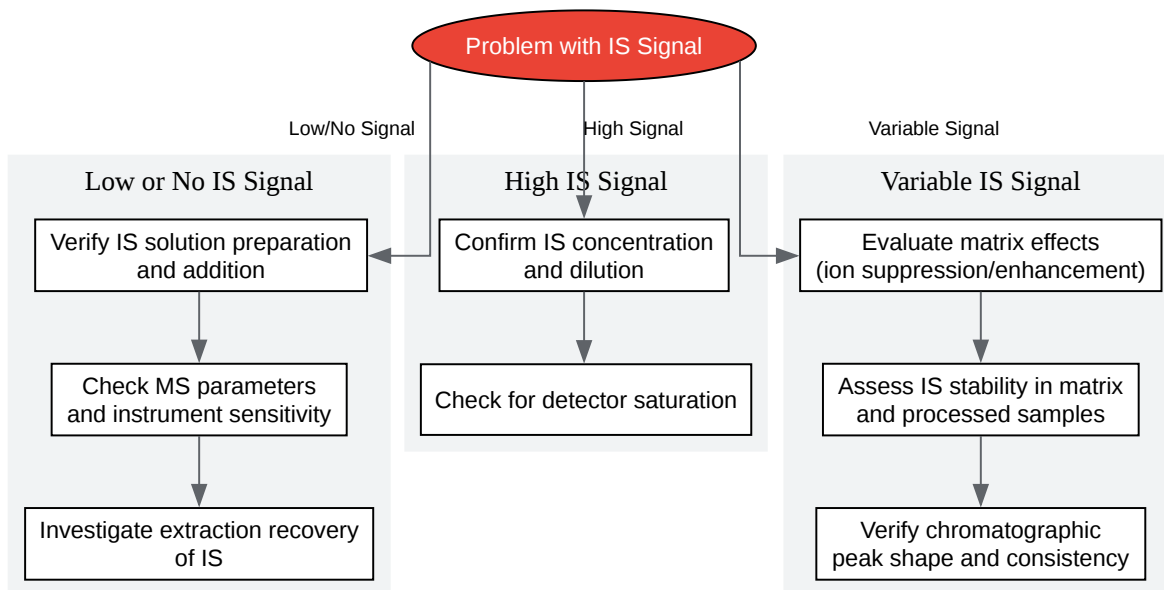 Problem with IS Signal
Low/No Signal
High Signal
Variable Signal
Low or No IS Signal
Verify IS solution preparation
and addition
Check MS parameters
and instrument sensitivity
Investigate extraction recovery
of IS
High IS Signal
Confirm IS concentration
and dilution
Check for detector saturation
Variable IS Signal
Evaluate matrix effects
(ion suppression/enhancement)
Assess IS stability in matrix
and processed samples
Verify chromatographic
peak shape and consistency